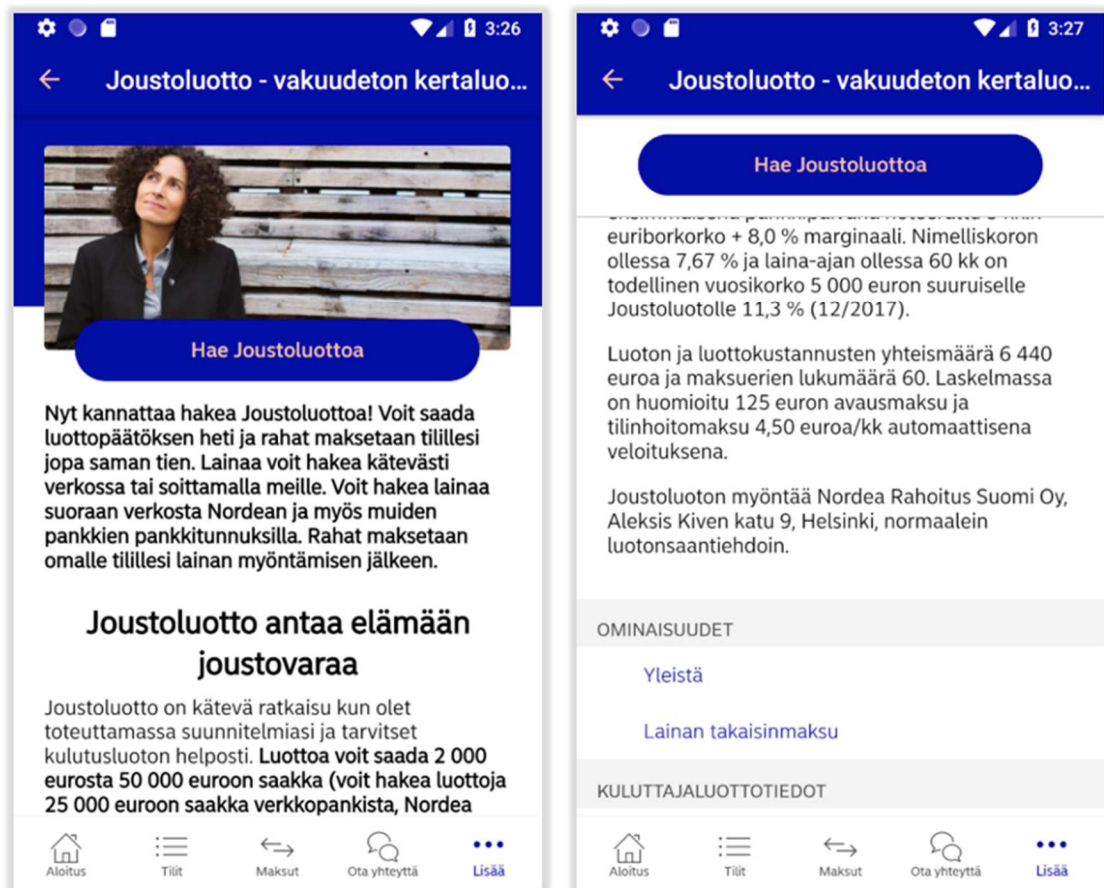 3:26
Joustoluotto - vakuudeton kertaluo...
Hae Joustoluottoa
Nyt kannattaa hakea Joustoluottoa! Voit saada
luottopäätöksen heti ja rahat maksetaan tilillesi
jopa saman tien. Lainaa voit hakea kätevästi
verkossa tai soittamalla meille. Voit hakea lainaa
suoraan verkosta Nordean ja myös muiden
pankkien pankkitunnuksilla. Rahat maksetaan
omalle tilillesi lainan myöntämisen jälkeen.
Joustoluotto antaa elämään
joustovaraa
Joustoluotto on kätevä ratkaisu kun olet
toteuttamassa suunnitelmiasi ja tarvitset
kulutusluoton helposti. Luottoa voit saada 2 000
eurosta 50 000 euroon saakka (voit hakea luottoja
25 000 euroon saakka verkkopankista, Nordea
Aloitus Tilit Maksut Ota yhteyttä Lisää
3:27
Joustoluotto - vakuudeton kertaluo...
Hae Joustoluottoa
euriborkorko + 8,0 % marginaali. Nimelliskoron
ollessa 7,67 % ja laina-ajan ollessa 60 kk on
todellinen vuosikorko 5 000 euron suuruiselle
Joustoluotolle 11,3 % (12/2017).
Luoton ja luottokustannusten yhteismäärä 6 440
euroa ja maksuerien lukumäärä 60. Laskelmassa
on huomioitu 125 euron avausmaksu ja
tilinhoitomaksu 4,50 euroa/kk automaattisena
veloituksena.
Joustoluoton myöntää Nordea Rahoitus Suomi Oy,
Aleksis Kiven katu 9, Helsinki, normaalein
luotonsaantiehdoin.
OMINAISUUDET
Yleistä
Lainan takaisinmaksu
KULUTTAJALUOTTOTIEDOT
Aloitus Tilit Maksut Ota yhteyttä Lisää